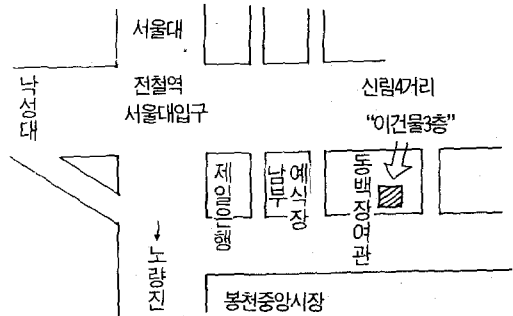 서울대
낙성대
전철역
서울대입구
신림4거리
"이건물3층"
제일은행
남부
예식장
동백장여관
노량진
봉천중앙시장